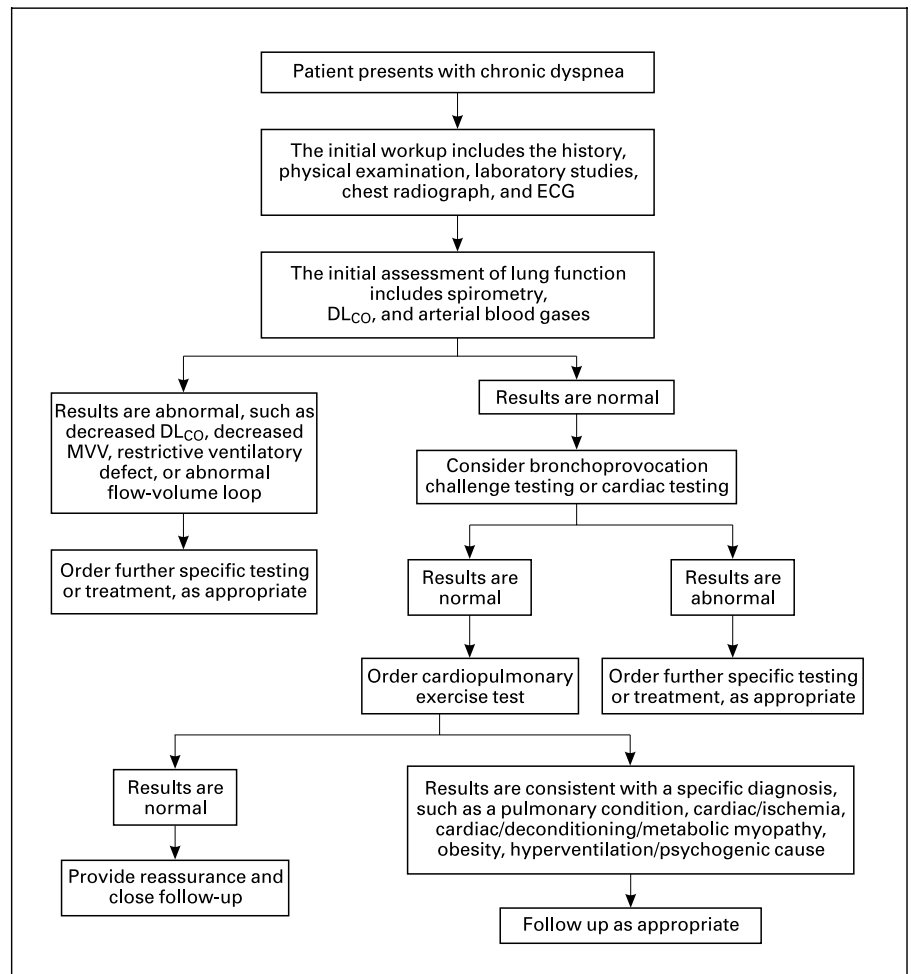 Patient presents with chronic dyspnea
The initial workup includes the history,
physical examination, laboratory studies,
chest radiograph, and ECG
The initial assessment of lung function
includes spirometry,
DLCO, and arterial blood gases
Results are abnormal, such as
decreased DLCO, decreased
MVV, restrictive ventilatory
defect, or abnormal
flow-volume loop
Order further specific testing
or treatment, as appropriate
Results are normal
Consider bronchoprovocation
challenge testing or cardiac testing
Results are
normal
Results are
abnormal
Order cardiopulmonary
exercise test
Order further specific testing
or treatment, as appropriate
Results are
normal
Provide reassurance and
close follow-up
Results are consistent with a specific diagnosis,
such as a pulmonary condition, cardiac/ischemia,
cardiac/deconditioning/metabolic myopathy,
obesity, hyperventilation/psychogenic cause
Follow up as appropriate